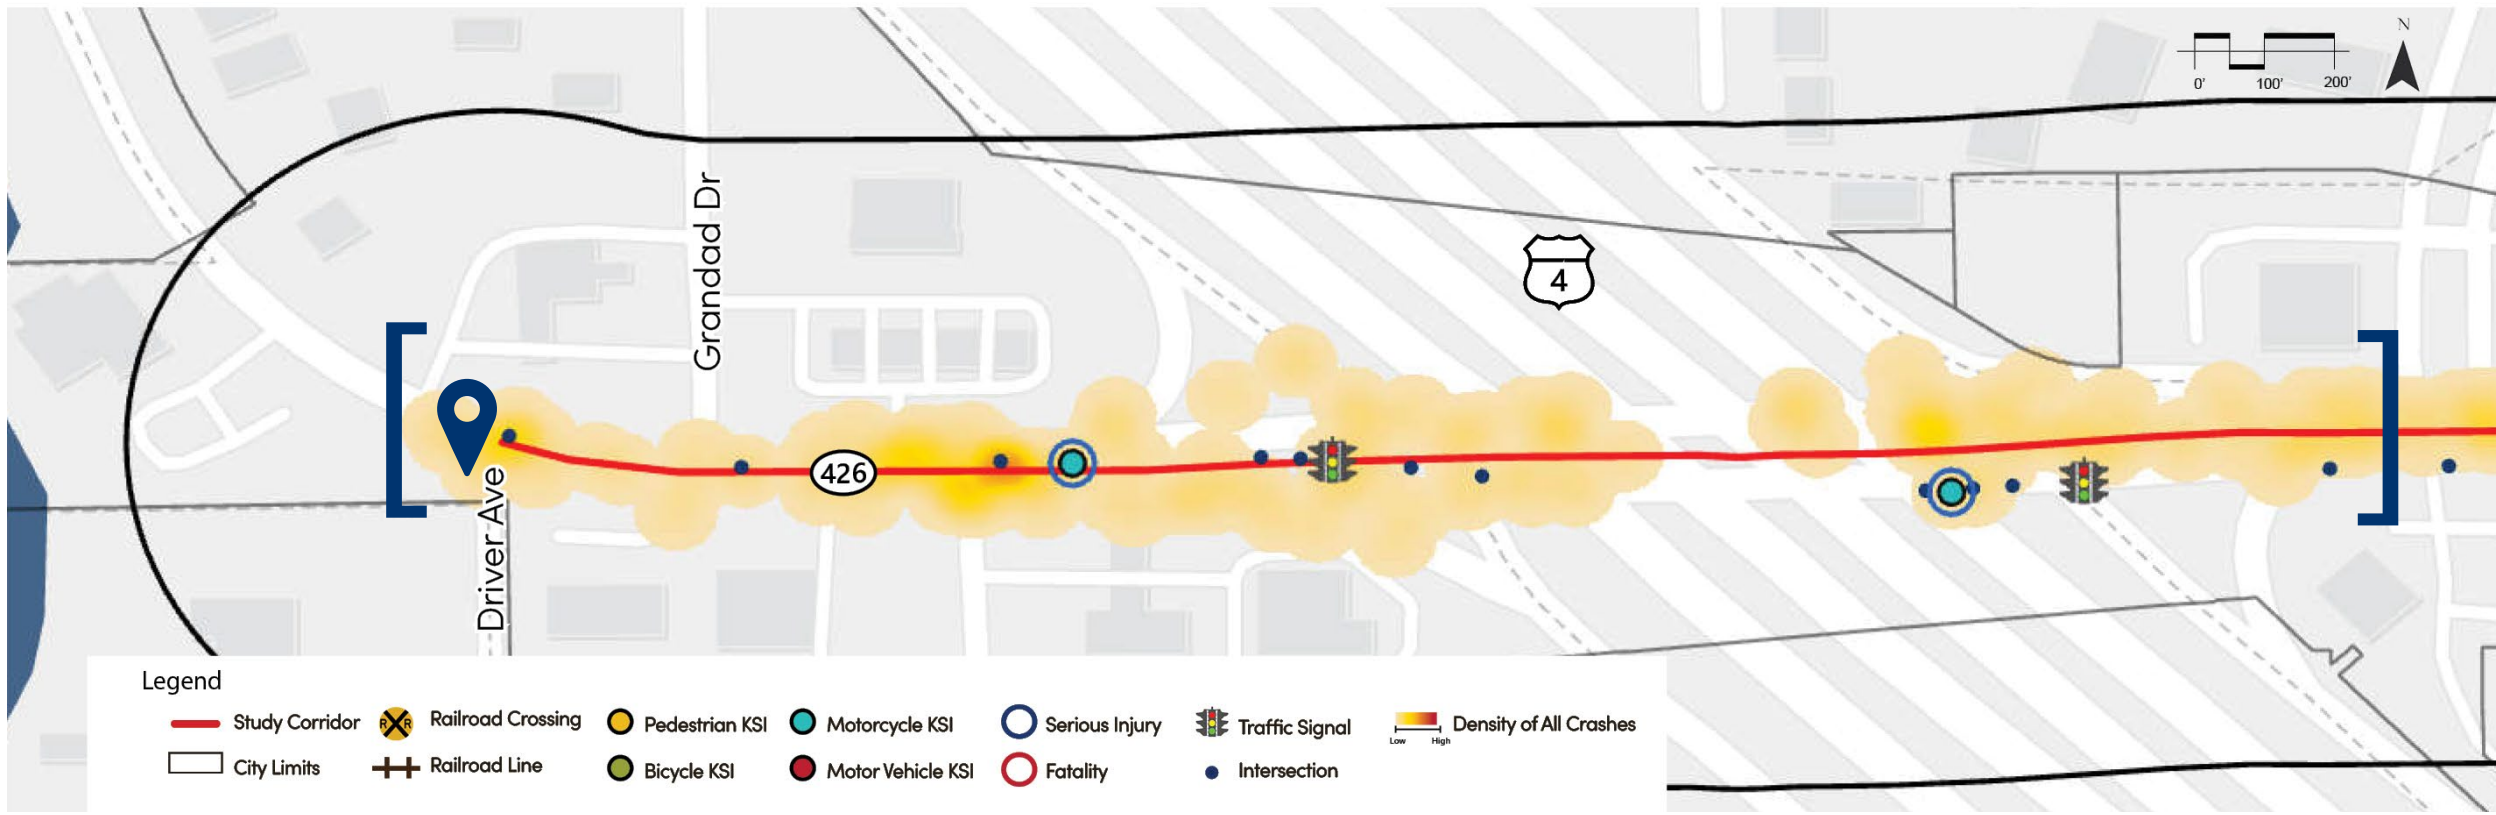 N
0' 100' 200'
Grandad Dr
4
426
Driver Ave
Legend
Study Corridor
City Limits
R R
Railroad Crossing
Railroad Line
Pedestrian KSI
Bicycle KSI
Motorcycle KSI
Motor Vehicle KSI
Serious Injury
Fatality
Traffic Signal
Intersection
Low High
Density of All Crashes